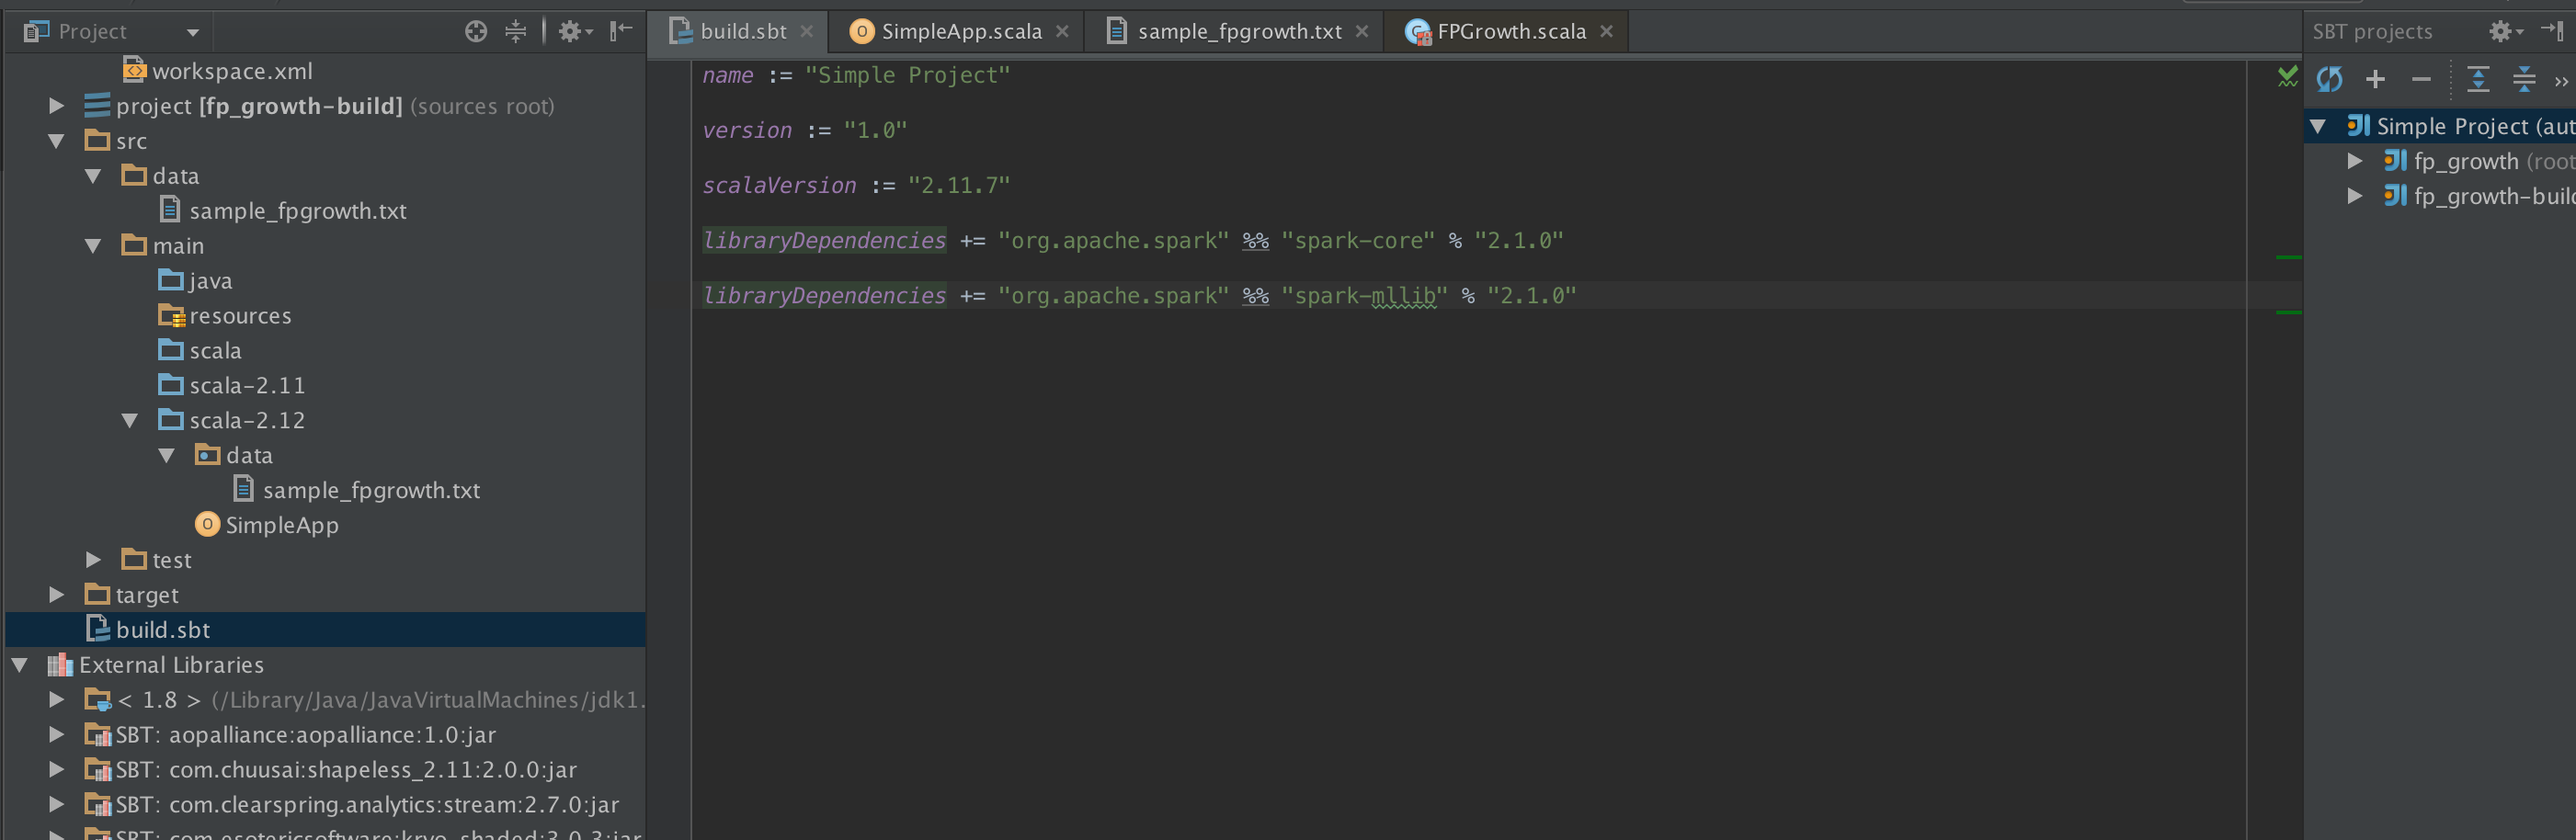 Project
workspace.xml
project [fp_growth-build] (sources root)
src
data
sample_fpgrowth.txt
main
java
resources
scala
scala-2.11
scala-2.12
data
sample_fpgrowth.txt
SimpleApp
test
target
build.sbt
External Libraries
< 1.8 > (/Library/Java/JavaVirtualMachines/jdk1.
SBT: aopalliance:aopalliance:1.0:jar
SBT: com.chuusai:shapeless_2.11:2.0.0:jar
SBT: com.clearspring.analytics:stream:2.7.0:jar
SBT: com.esotericsoftware:kryo-shaded:3.0.3:jar
build.sbt
SimpleApp.scala
sample_fpgrowth.txt
FPGrowth.scala
name := "Simple Project"
version := "1.0"
scalaVersion := "2.11.7"
libraryDependencies += "org.apache.spark" %% "spark-core" % "2.1.0"
libraryDependencies += "org.apache.spark" %% "spark-mllib" % "2.1.0"
SBT projects
Simple Project (aut
fp_growth (root
fp_growth-build